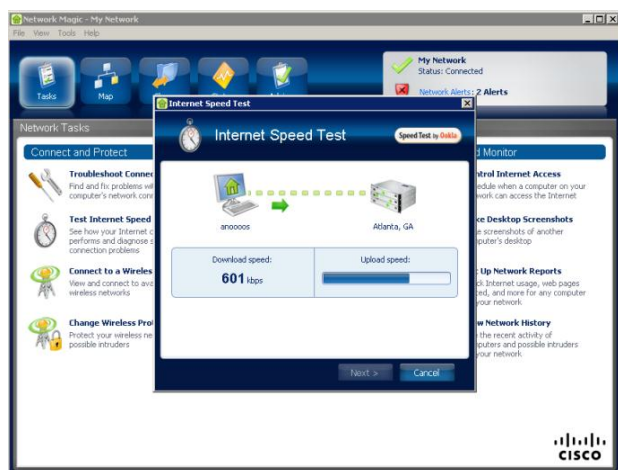 Network Magic - My Network
File View Tools Help
Tasks
Map
My Network
Status: Connected
Network Alerts: 2 Alerts
Network Tasks
Internet Speed Test
Internet Speed Test
Speed Test by Ookla
anoooos
Atlanta, GA
Download speed:
601 kbps
Upload speed:
Next >
Cancel
Connect and Protect
Troubleshoot Connec
Find and fix problems wi
computer's network con
Test Internet Speed
See how your Internet c
performs and diagnose s
connection problems
Connect to a Wireles
View and connect to ava
wireless networks
Change Wireless Pro
Protect your wireless ne
possible intruders
d Monitor
ntrol Internet Access
edule when a computer on your
work can access the Internet
ke Desktop Screenshots
e screenshots of another
puter's desktop
Up Network Reports
ck Internet usage, web pages
ted, and more for any computer
your network
w Network History
the recent activity of
puters and possible intruders
your network
CISCO